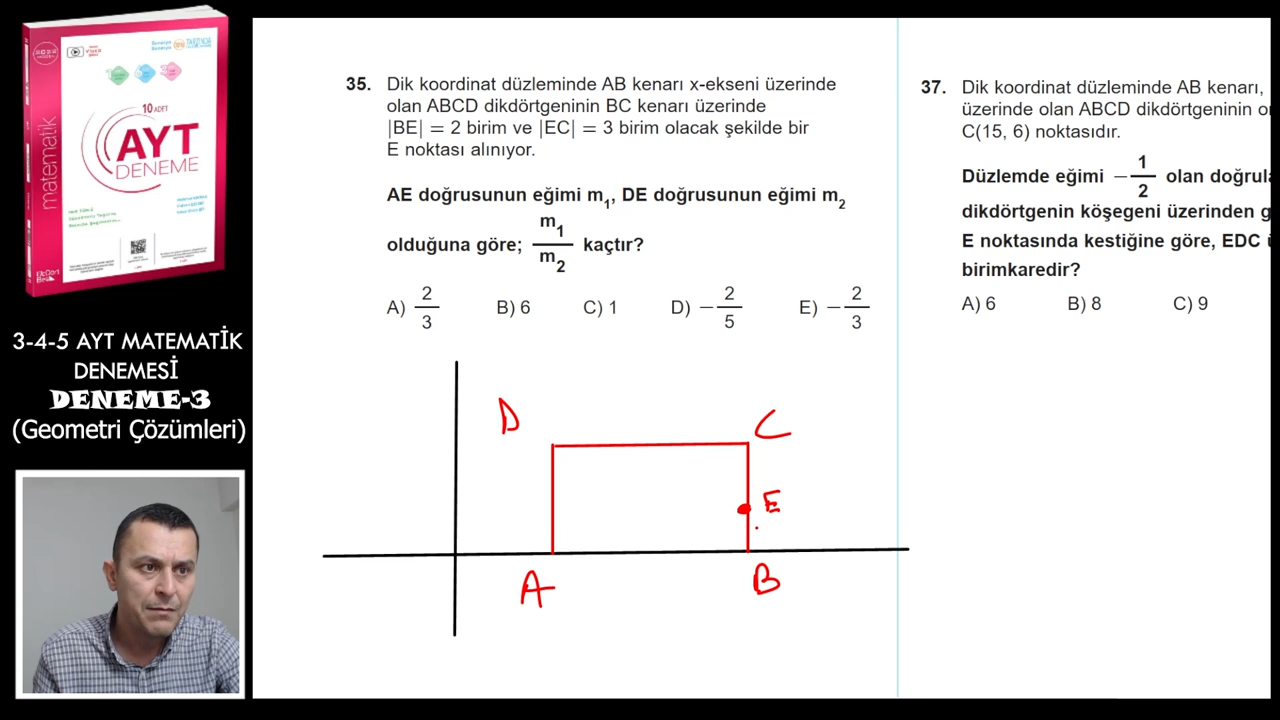 2022
matematik
10 ADET
AYT
DENEME
3-4-5 AYT MATEMATİK
DENEMESİ
DENEME-3
(Geometri Çözümleri)
35. Dik koordinat düzleminde AB kenarı x-ekseni üzerinde
olan ABCD dikdörtgeninin BC kenarı üzerinde
|BE| = 2 birim ve |EC| = 3 birim olacak şekilde bir
E noktası alınıyor.
AE doğrusunun eğimi m₁, DE doğrusunun eğimi m₂
olduğuna göre; m₁/m₂ kaçtır?
A) 2/3 B) 6 C) 1 D) −2/5 E) −2/3
D C
E
A B
37. Dik koordinat düzleminde AB kenarı,
üzerinde olan ABCD dikdörtgeninin
C(15, 6) noktasıdır.
Düzlemde eğimi −1/2 olan
dikdörtgenin köşegeni üzerinden
E noktasında kestiğine göre, EDC
birimkaredir?
A) 6 B) 8 C) 9